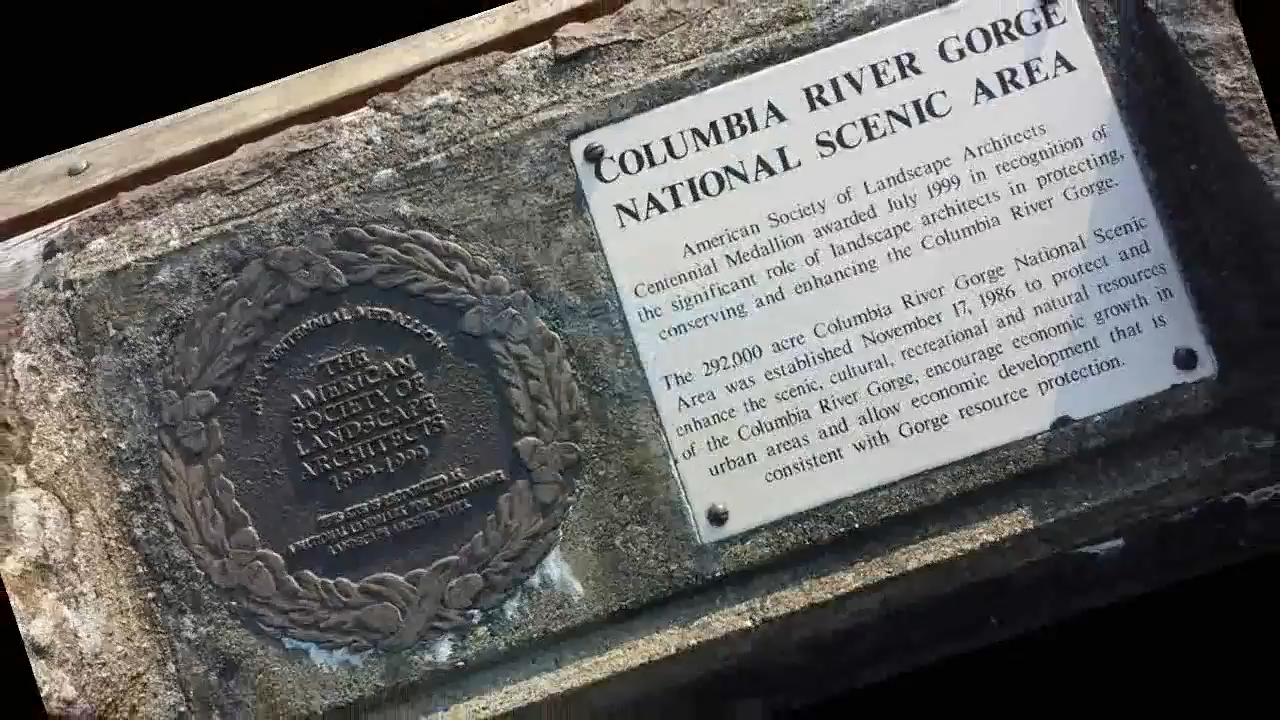 COLUMBIA RIVER GORGE
NATIONAL SCENIC AREA
American Society of Landscape Architects
Centennial Medallion awarded July 1999 in recognition of
the significant role of landscape architects in protecting,
conserving and enhancing the Columbia River Gorge.
The 292,000 acre Columbia River Gorge National Scenic
Area was established November 17, 1986 to protect and
enhance the scenic, cultural, recreational and natural resources
of the Columbia River Gorge, encourage economic growth in
urban areas and allow economic development that is
consistent with Gorge resource protection.
CENTENNIAL MEDALLION
THE
AMERICAN
SOCIETY OF
LANDSCAPE
ARCHITECTS
1899-1999